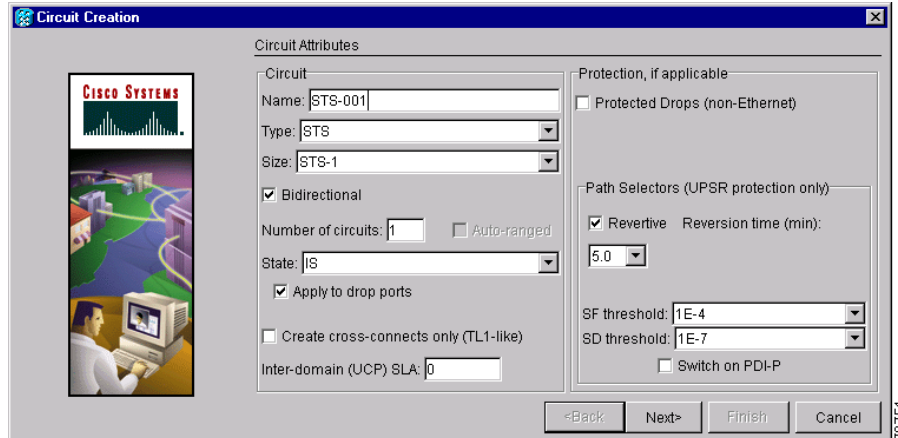 Circuit Creation
Circuit Attributes
CISCO SYSTEMS
Circuit
Name: STS-001
Type: STS
Size: STS-1
Bidirectional
Number of circuits: 1 Auto-ranged
State: IS
Apply to drop ports
Create cross-connects only (TL1-like)
Inter-domain (UCP) SLA: 0
Protection, if applicable
Protected Drops (non-Ethernet)
Path Selectors (UPSR protection only)
Revertive Reversion time (min):
5.0
SF threshold: 1E-4
SD threshold: 1E-7
Switch on PDI-P
<Back Next> Finish Cancel